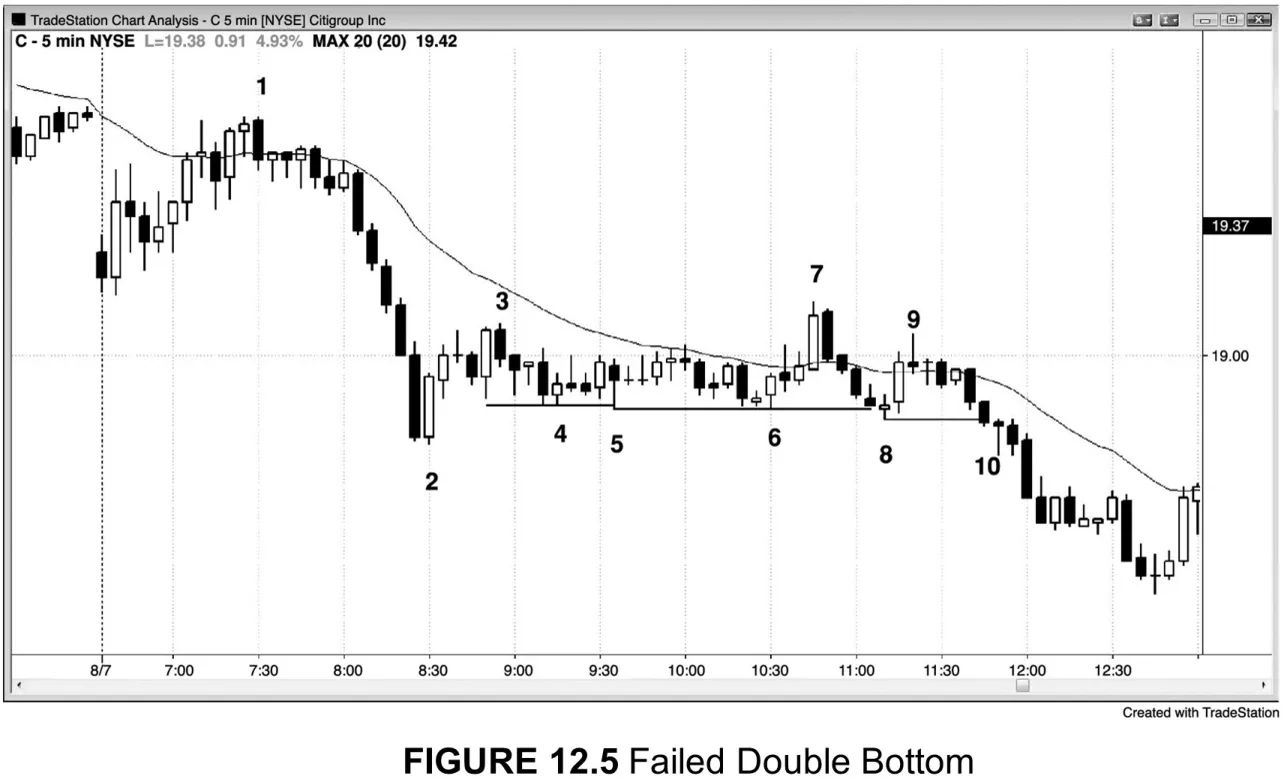 TradeStation Chart Analysis - C 5 min [NYSE] Citigroup Inc
C - 5 min NYSE L=19.38 0.91 4.93% MAX 20 (20) 19.42
1
19.37
7
3
9
19.00
4
5
6
8
10
2
8/7 7:00 7:30 8:00 8:30 9:00 9:30 10:00 10:30 11:00 11:30 12:00 12:30
Created with TradeStation
FIGURE 12.5 Failed Double Bottom